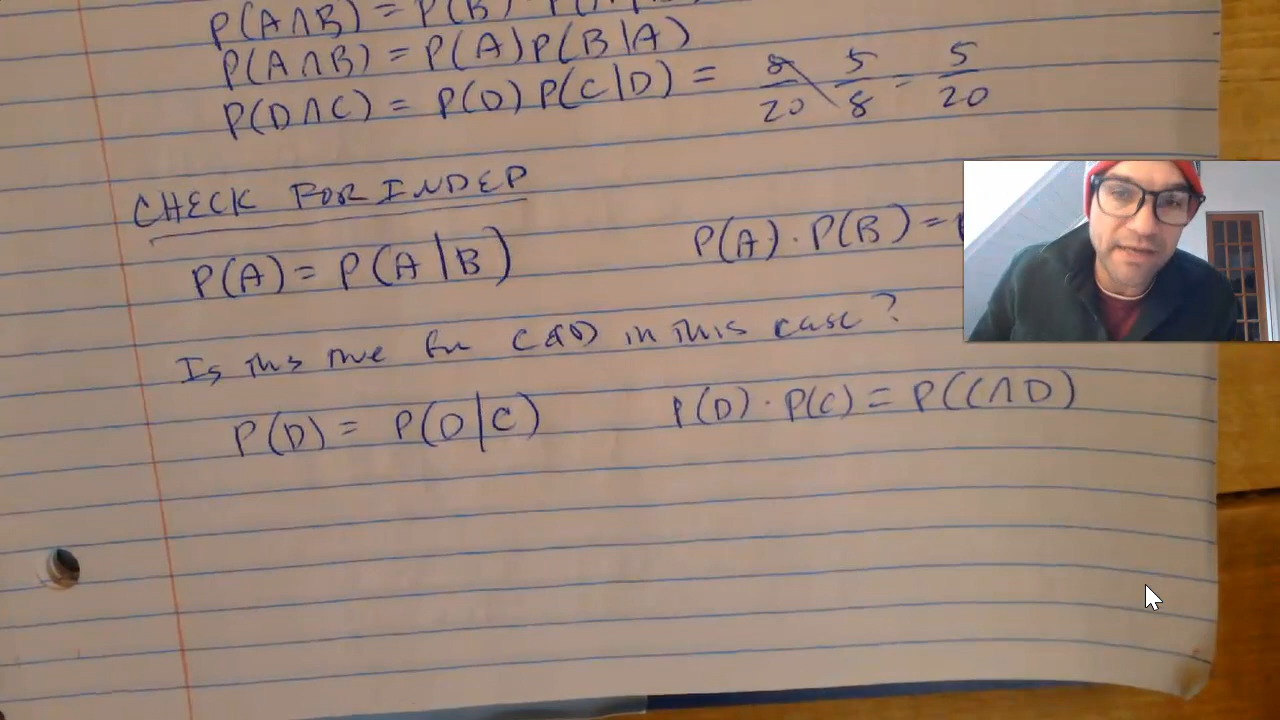 P(A∩B) = P(B) · P(
P(A∩B) = P(A)P(B|A)
P(D∩C) = P(D)P(C|D) = 8/20 5/8 = 5/20
CHECK FOR INDEP
P(A) = P(A|B) P(A) · P(B) =
Is this true for C&D in this case?
P(D) = P(D|C) P(D) · P(C) = P(C∩D)